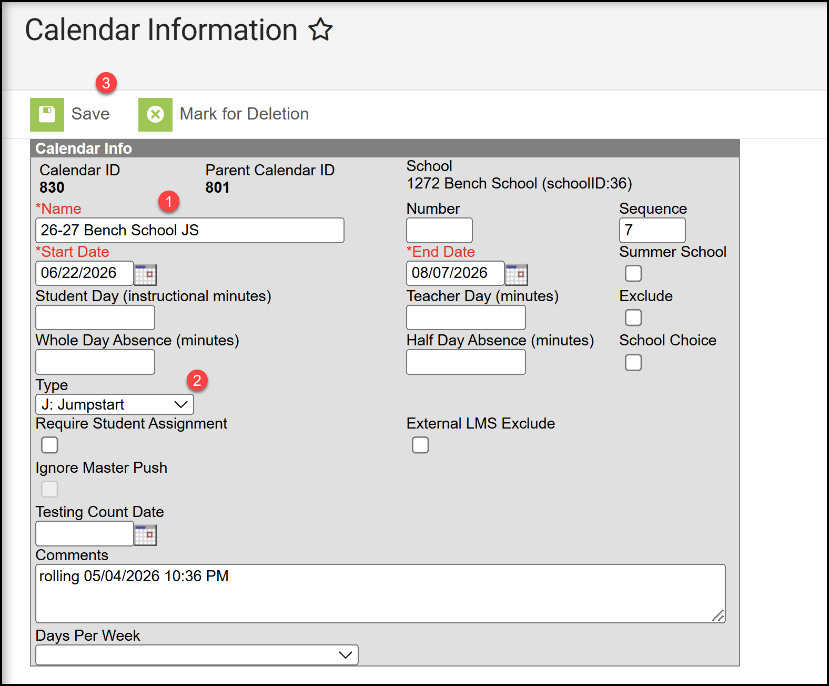 Calendar Information
3
Save Mark for Deletion
Calendar Info
Calendar ID Parent Calendar ID School
830 801 1272 Bench School (schoolID:36)
*Name 1 Number Sequence
26-27 Bench School JS 7
*Start Date *End Date Summer School
06/22/2026 08/07/2026
Student Day (instructional minutes) Teacher Day (minutes) Exclude
Whole Day Absence (minutes) Half Day Absence (minutes) School Choice
Type 2
J: Jumpstart
Require Student Assignment External LMS Exclude
Ignore Master Push
Testing Count Date
Comments
rolling 05/04/2026 10:36 PM
Days Per Week